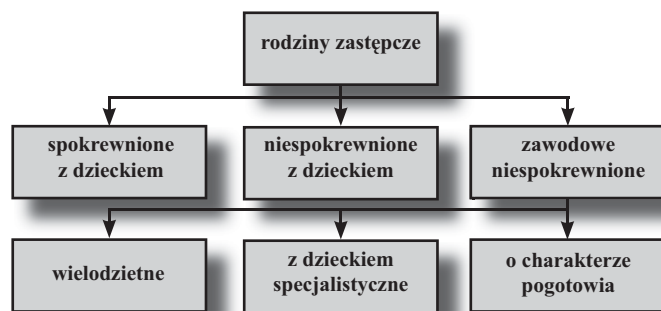 rodziny zastępcze
spokrewnione
z dzieckiem
niespokrewnione
z dzieckiem
zawodowe
niespokrewnione
wielodzietne
z dzieckiem
specjalistyczne
o charakterze
pogotowia